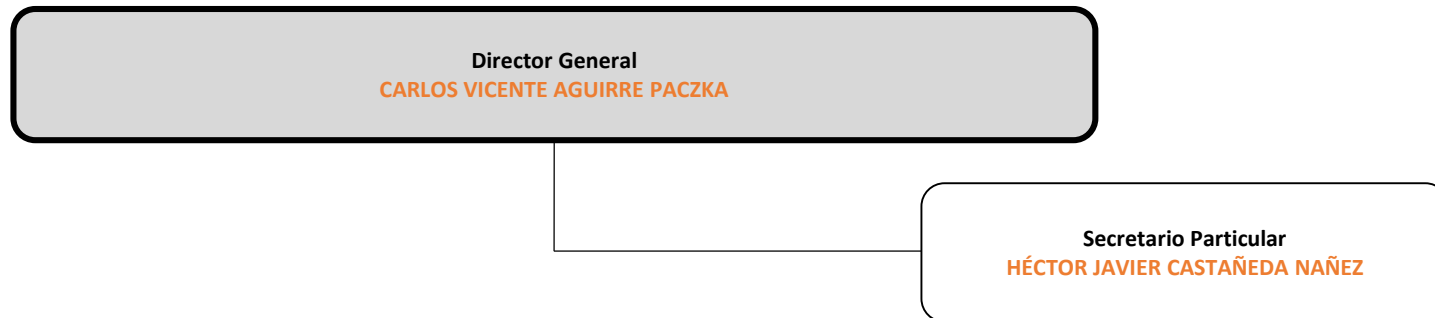 Director General
CARLOS VICENTE AGUIRRE PACZKA
Secretario Particular
HÉCTOR JAVIER CASTAÑEDA NAÑEZ